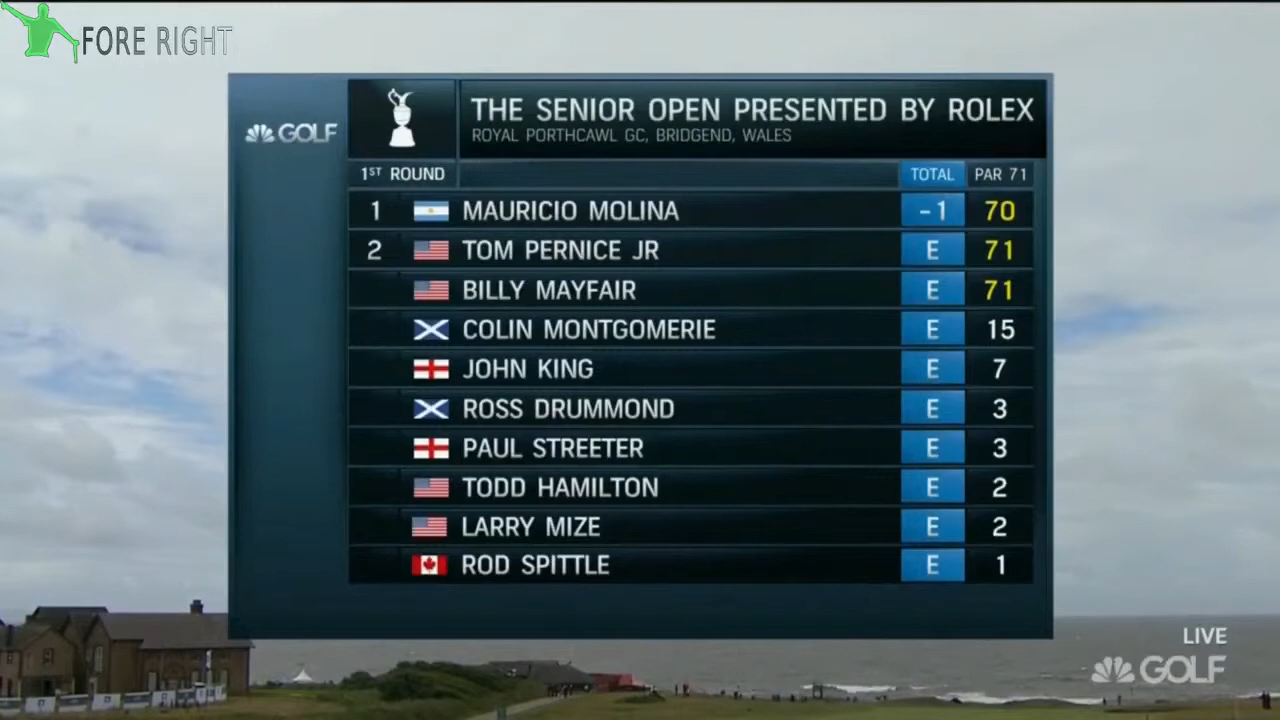 FORE RIGHT
GOLF
THE SENIOR OPEN PRESENTED BY ROLEX
ROYAL PORTHCAWL GC, BRIDGEND, WALES
1ST ROUND TOTAL PAR 71
1 MAURICIO MOLINA -1 70
2 TOM PERNICE JR E 71
BILLY MAYFAIR E 71
COLIN MONTGOMERIE E 15
JOHN KING E 7
ROSS DRUMMOND E 3
PAUL STREETER E 3
TODD HAMILTON E 2
LARRY MIZE E 2
ROD SPITTLE E 1
LIVE
GOLF